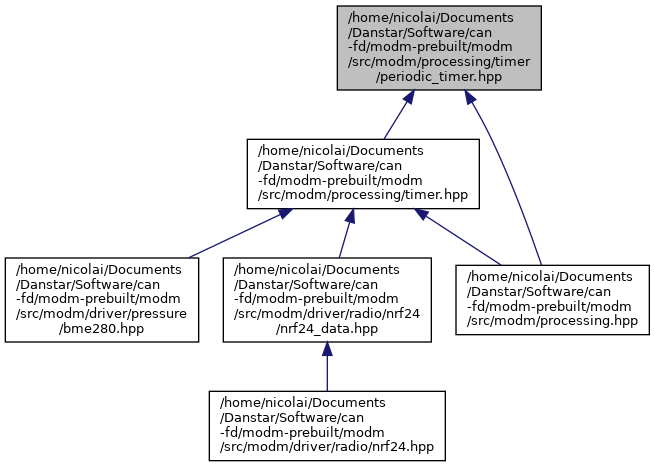 /home/nicolai/Documents
/Danstar/Software/can
-fd/modm-prebuilt/modm
/src/modm/processing/timer
/periodic_timer.hpp
/home/nicolai/Documents
/Danstar/Software/can
-fd/modm-prebuilt/modm
/src/modm/processing/timer.hpp
/home/nicolai/Documents
/Danstar/Software/can
-fd/modm-prebuilt/modm
/src/modm/driver/pressure
/bme280.hpp
/home/nicolai/Documents
/Danstar/Software/can
-fd/modm-prebuilt/modm
/src/modm/driver/radio/nrf24
/nrf24_data.hpp
/home/nicolai/Documents
/Danstar/Software/can
-fd/modm-prebuilt/modm
/src/modm/processing.hpp
/home/nicolai/Documents
/Danstar/Software/can
-fd/modm-prebuilt/modm
/src/modm/driver/radio/nrf24.hpp